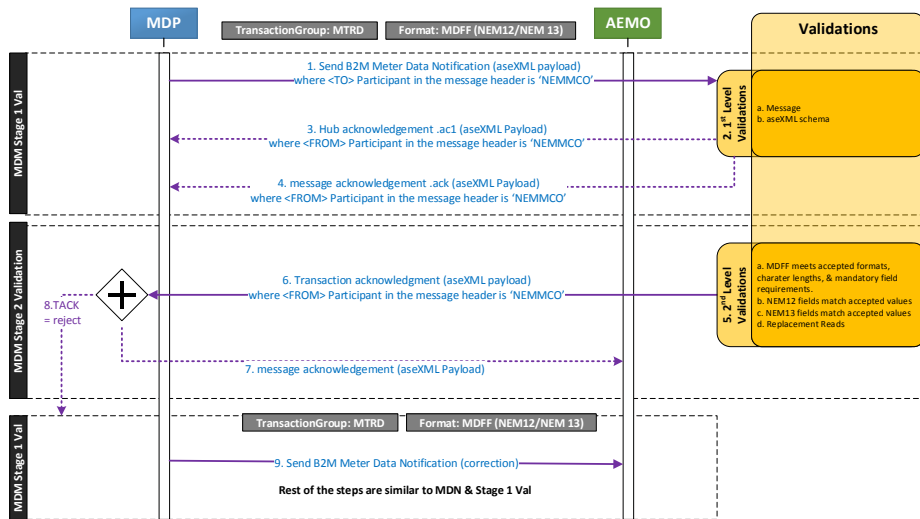 MDP
TransactionGroup: MTRD
Format: MDFF (NEM12/NEM 13)
AEMO
Validations
MDM Stage 1 Val
1. Send B2M Meter Data Notification (aseXML payload)
where <TO> Participant in the message header is ‘NEMMCO’
2. 1st Level
Validations
a. Message
b. aseXML schema
3. Hub acknowledgement .ac1 (aseXML Payload)
where <FROM> Participant in the message header is ‘NEMMCO’
4. message acknowledgement .ack (aseXML Payload)
where <FROM> Participant in the message header is ‘NEMMCO’
MDM Stage 2 Validation
5. 2nd Level
Validations
a. MDFF meets accepted formats,
charater lengths, & mandatory field
requirements.
b. NEM12 fields match accepted values
c. NEM13 fields match accepted values
d. Replacement Reads
6. Transaction acknowledgment (aseXML payload)
where <FROM> Participant in the message header is ‘NEMMCO’
8.TACK
= reject
7. message acknowledgement (aseXML Payload)
MDM Stage 1 Val
TransactionGroup: MTRD
Format: MDFF (NEM12/NEM 13)
9. Send B2M Meter Data Notification (correction)
Rest of the steps are similar to MDN & Stage 1 Val